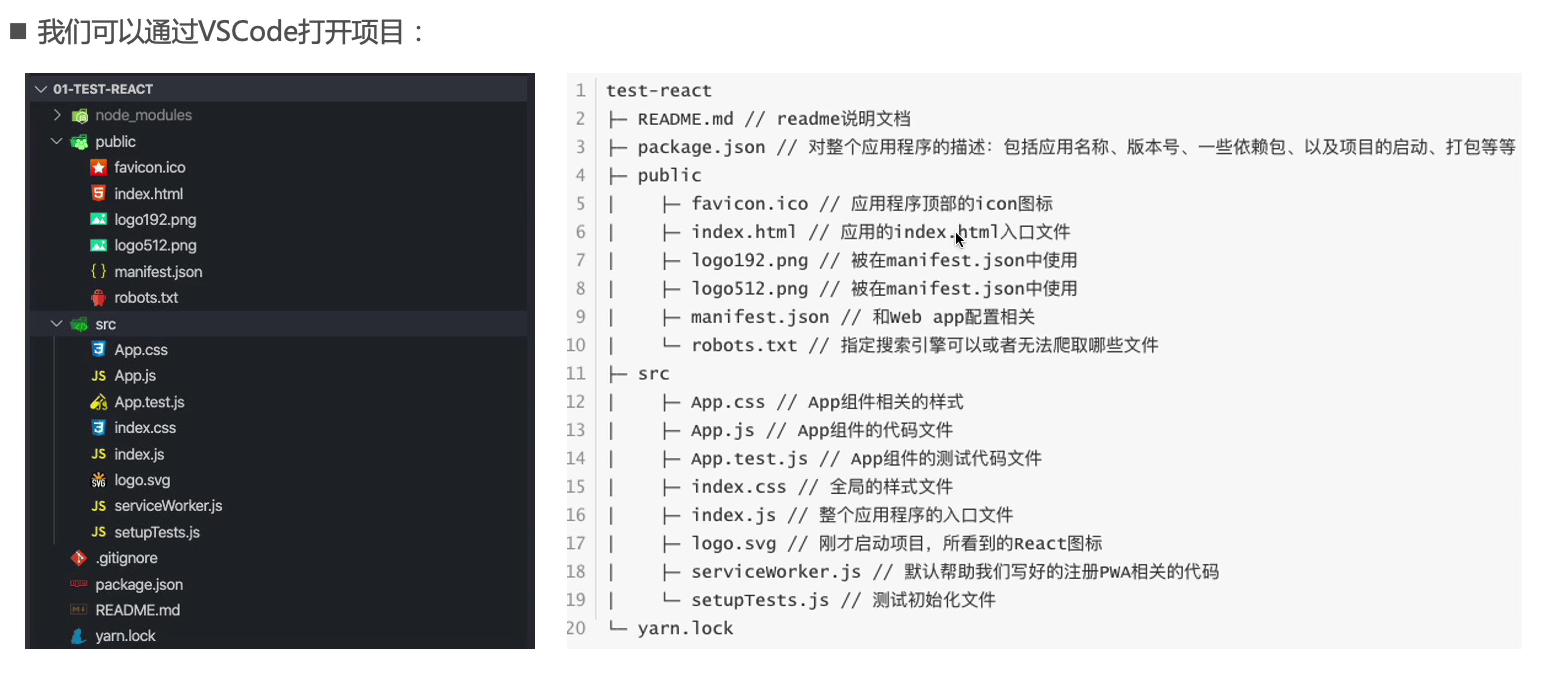 我们可以通过VSCode打开项目：
01-TEST-REACT
node_modules
public
favicon.ico
index.html
logo192.png
logo512.png
manifest.json
robots.txt
src
App.css
App.js
App.test.js
index.css
index.js
logo.svg
serviceWorker.js
setupTests.js
.gitignore
package.json
README.md
yarn.lock
1 test-react
2 ├─ README.md // readme说明文档
3 ├─ package.json // 对整个应用程序的描述：包括应用名称、版本号、一些依赖包、以及项目的启动、打包等等
4 ├─ public
5 |    ├─ favicon.ico // 应用程序顶部的icon图标
6 |    ├─ index.html // 应用的index.html入口文件
7 |    ├─ logo192.png // 被在manifest.json中使用
8 |    ├─ logo512.png // 被在manifest.json中使用
9 |    ├─ manifest.json // 和Web app配置相关
10 |    └─ robots.txt // 指定搜索引擎可以或者无法爬取哪些文件
11 ├─ src
12 |    ├─ App.css // App组件相关的样式
13 |    ├─ App.js // App组件的代码文件
14 |    ├─ App.test.js // App组件的测试代码文件
15 |    ├─ index.css // 全局的样式文件
16 |    ├─ index.js // 整个应用程序的入口文件
17 |    ├─ logo.svg // 刚才启动项目，所看到的React图标
18 |    ├─ serviceWorker.js // 默认帮助我们写好的注册PWA相关的代码
19 |    └─ setupTests.js // 测试初始化文件
20 └─ yarn.lock